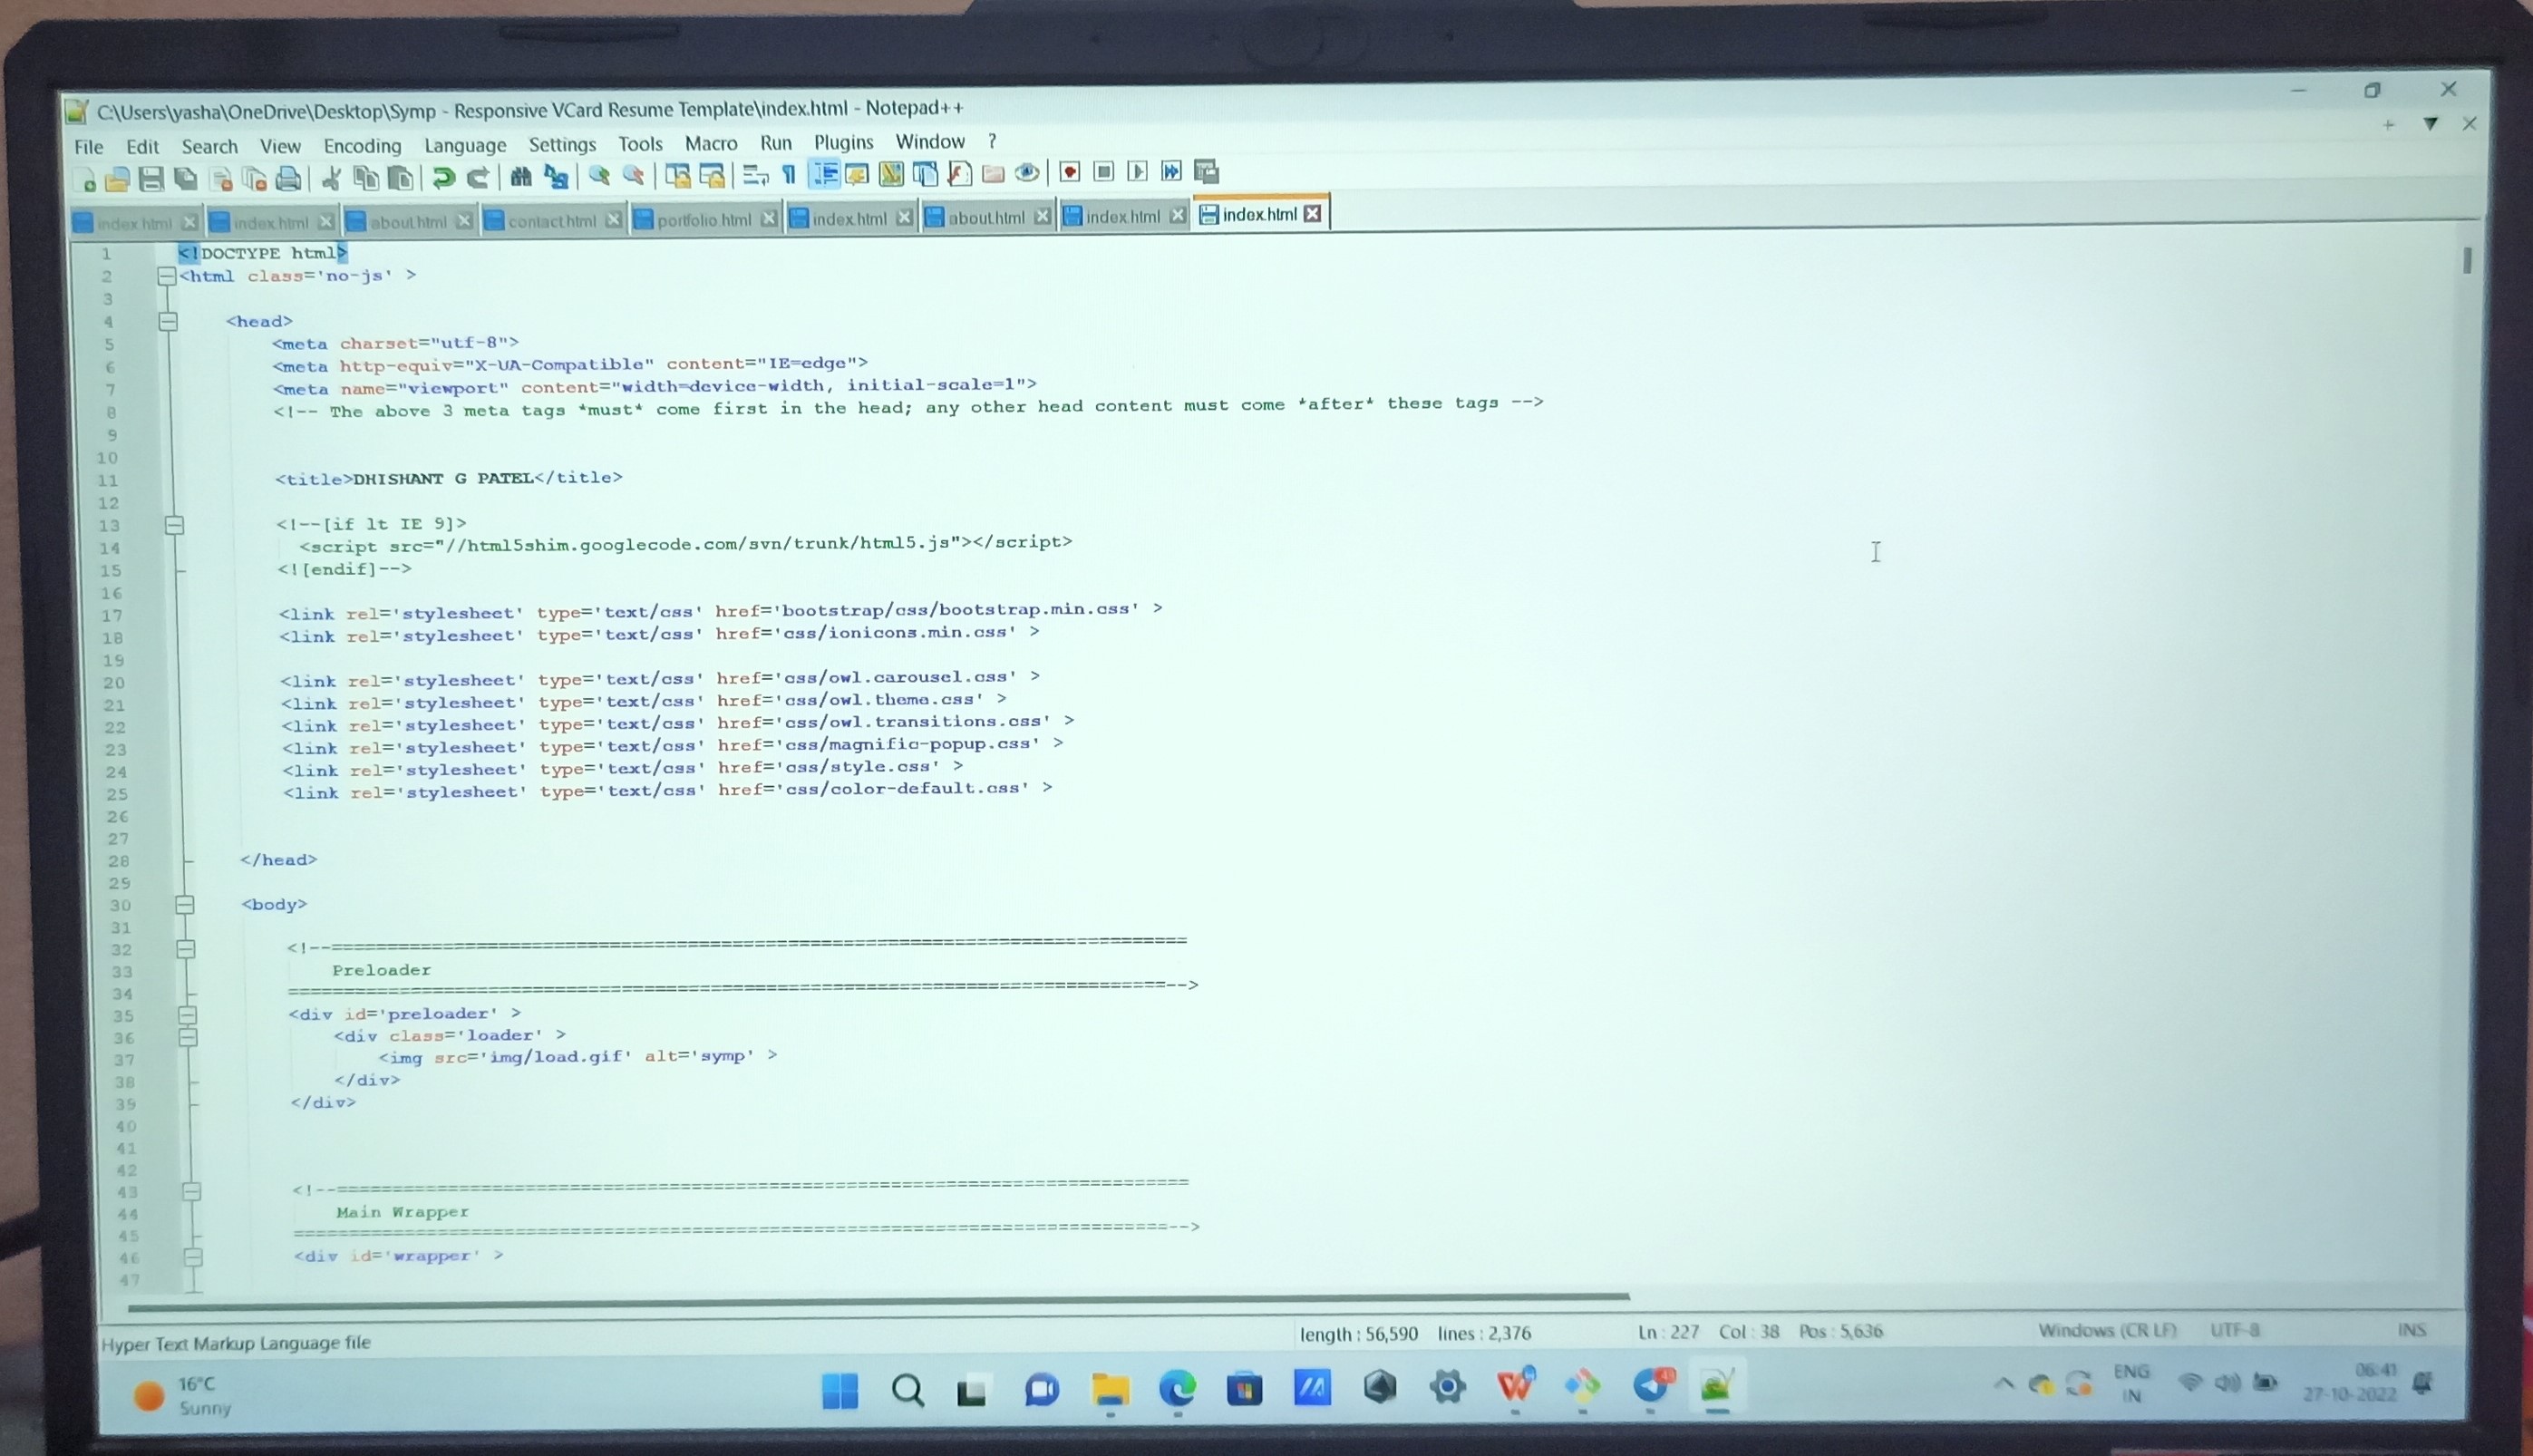 C:\Users\yasha\OneDrive\Desktop\Symp - Responsive VCard Resume Template\index.html - Notepad++
File Edit Search View Encoding Language Settings Tools Macro Run Plugins Window ?
index.html index.html about.html contact.html portfolio.html index.html about.html index.html index.html
1 <!DOCTYPE html>
2 <html class='no-js' >
3
4 <head>
5 <meta charset="utf-8">
6 <meta http-equiv="X-UA-Compatible" content="IE=edge">
7 <meta name="viewport" content="width=device-width, initial-scale=1">
8 <!-- The above 3 meta tags *must* come first in the head; any other head content must come *after* these tags -->
9
10
11 <title>DHISHANT G PATEL</title>
12
13 <!--[if lt IE 9]>
14 <script src="//html5shim.googlecode.com/svn/trunk/html5.js"></script>
15 <![endif]-->
16
17 <link rel='stylesheet' type='text/css' href='bootstrap/css/bootstrap.min.css' >
18 <link rel='stylesheet' type='text/css' href='css/ionicons.min.css' >
19
20 <link rel='stylesheet' type='text/css' href='css/owl.carousel.css' >
21 <link rel='stylesheet' type='text/css' href='css/owl.theme.css' >
22 <link rel='stylesheet' type='text/css' href='css/owl.transitions.css' >
23 <link rel='stylesheet' type='text/css' href='css/magnific-popup.css' >
24 <link rel='stylesheet' type='text/css' href='css/style.css' >
25 <link rel='stylesheet' type='text/css' href='css/color-default.css' >
26
27
28 </head>
29
30 <body>
31
32 <!--============================================================================
33 Preloader
34 ==============================================================================-->
35 <div id='preloader' >
36 <div class='loader' >
37 <img src='img/load.gif' alt='symp' >
38 </div>
39 </div>
40
41
42
43 <!--============================================================================
44 Main Wrapper
45 ==============================================================================-->
46 <div id='wrapper' >
47
Hyper Text Markup Language file length : 56,590 lines : 2,376 Ln : 227 Col : 38 Pos : 5,636 Windows (CR LF) UTF-8 INS
16°C
Sunny
ENG
IN
06:41
27-10-2022